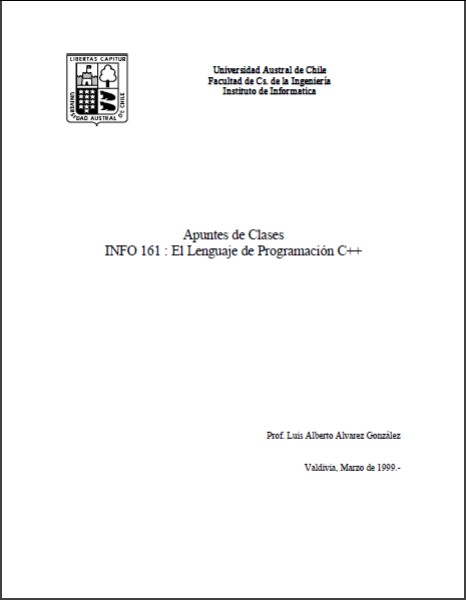 LIBERTAS CAPITUR
UNIVERSIDAD AUSTRAL DE CHILE
Universidad Austral de Chile
Facultad de Cs. de la Ingeniería
Instituto de Informatica
Apuntes de Clases
INFO 161 : El Lenguaje de Programación C++
Prof. Luis Alberto Alvarez González
Valdivia, Marzo de 1999.-